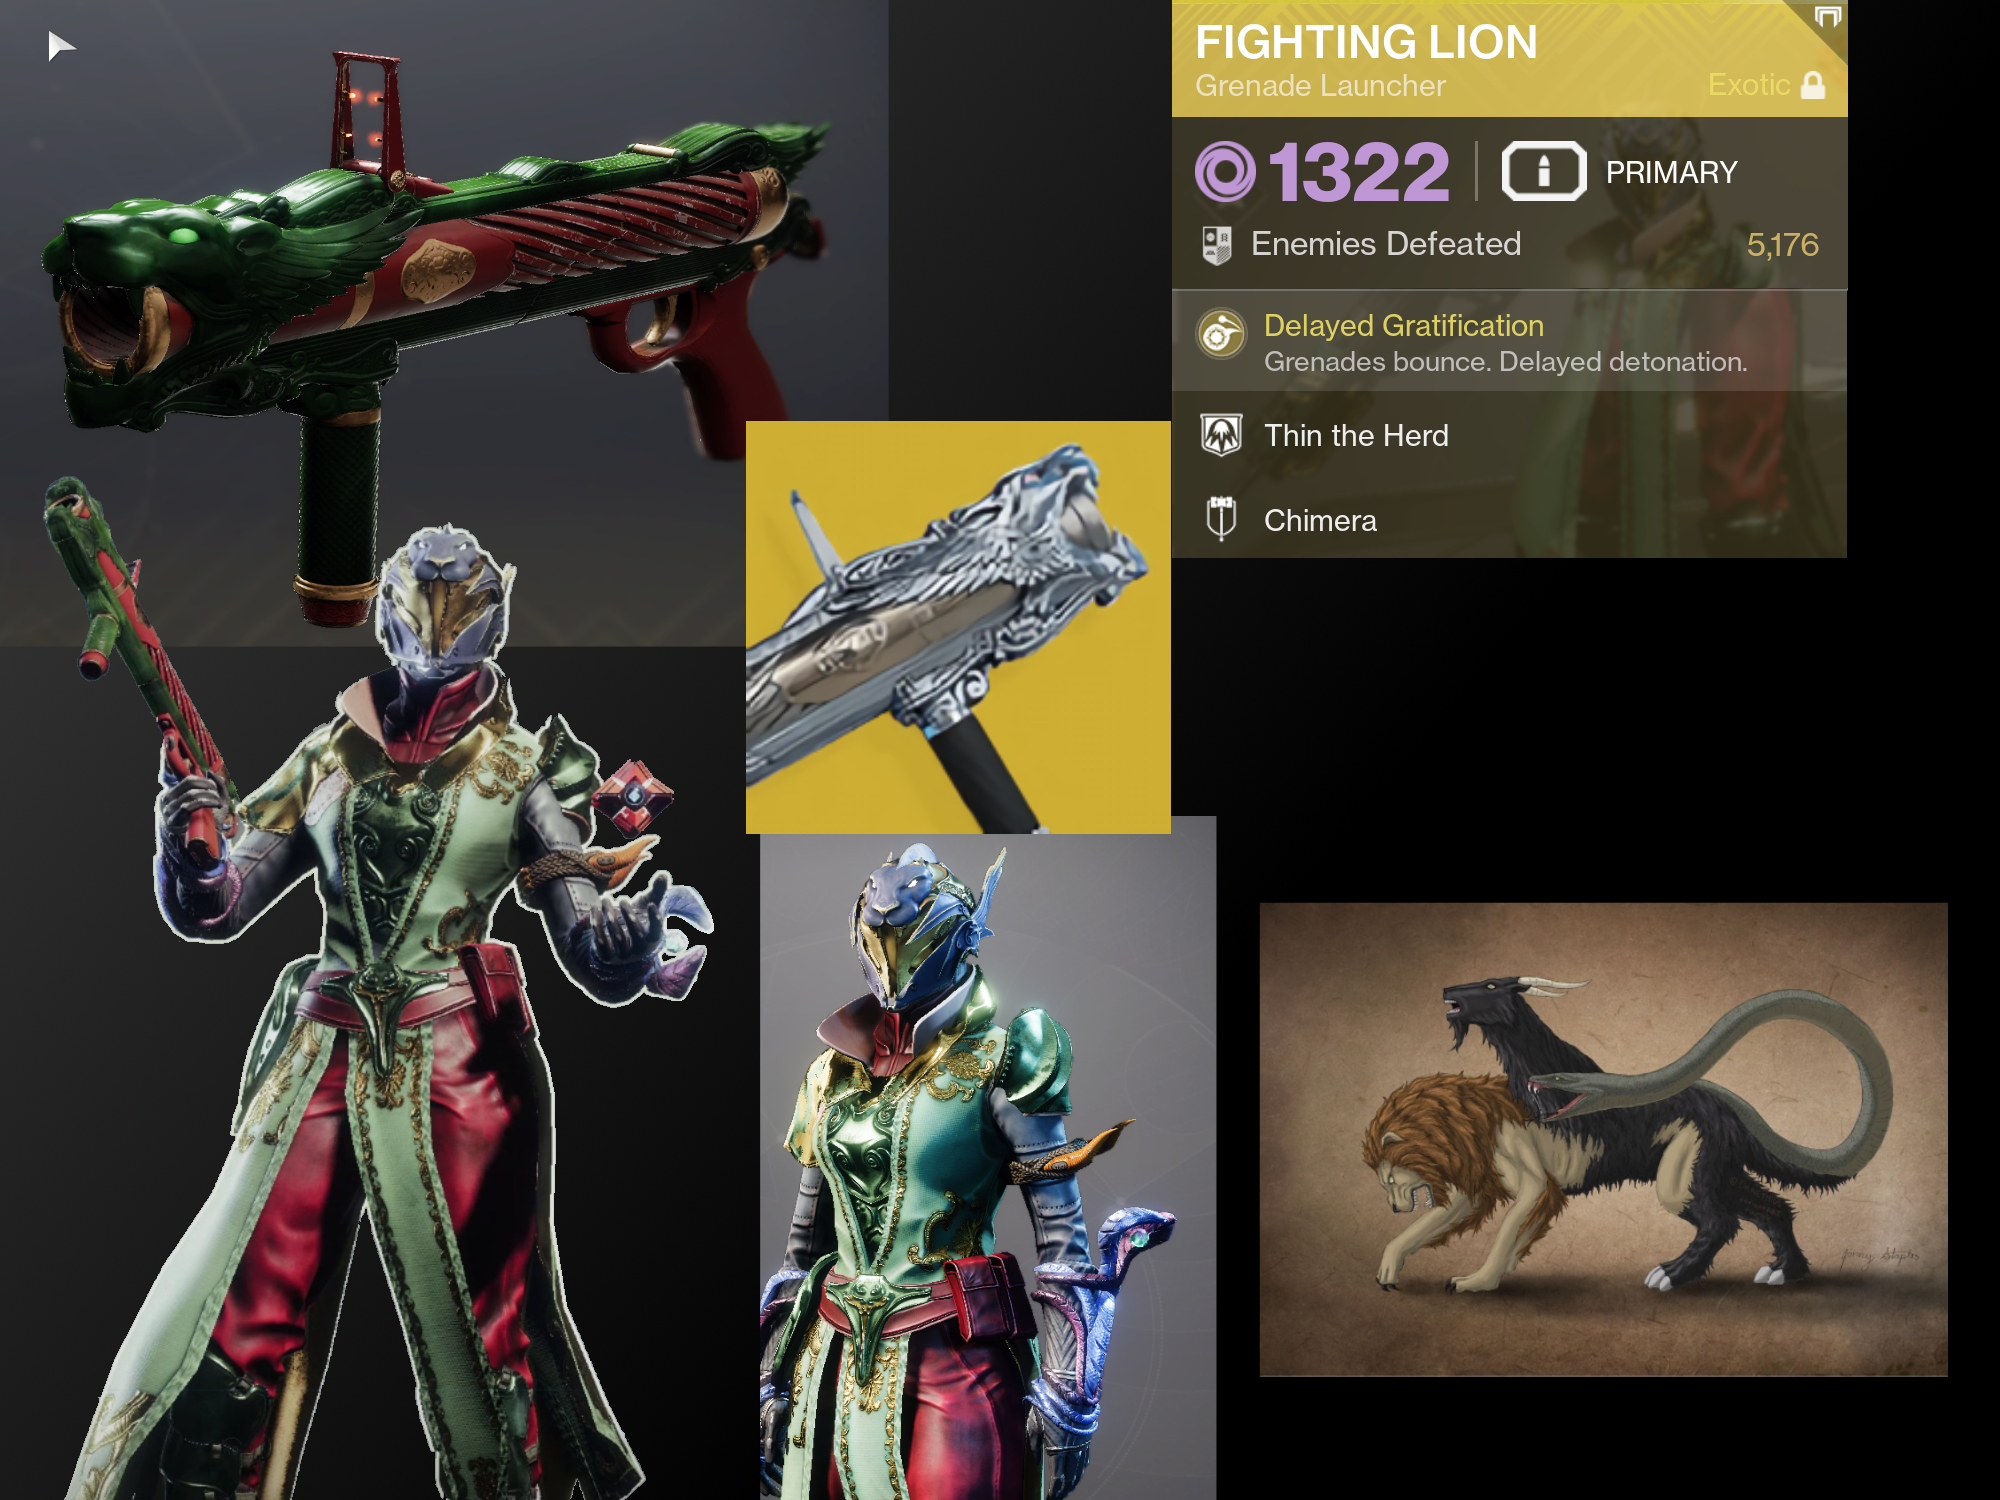 FIGHTING LION
Grenade Launcher
Exotic
1322
PRIMARY
Enemies Defeated
5,176
Delayed Gratification
Grenades bounce. Delayed detonation.
Thin the Herd
Chimera